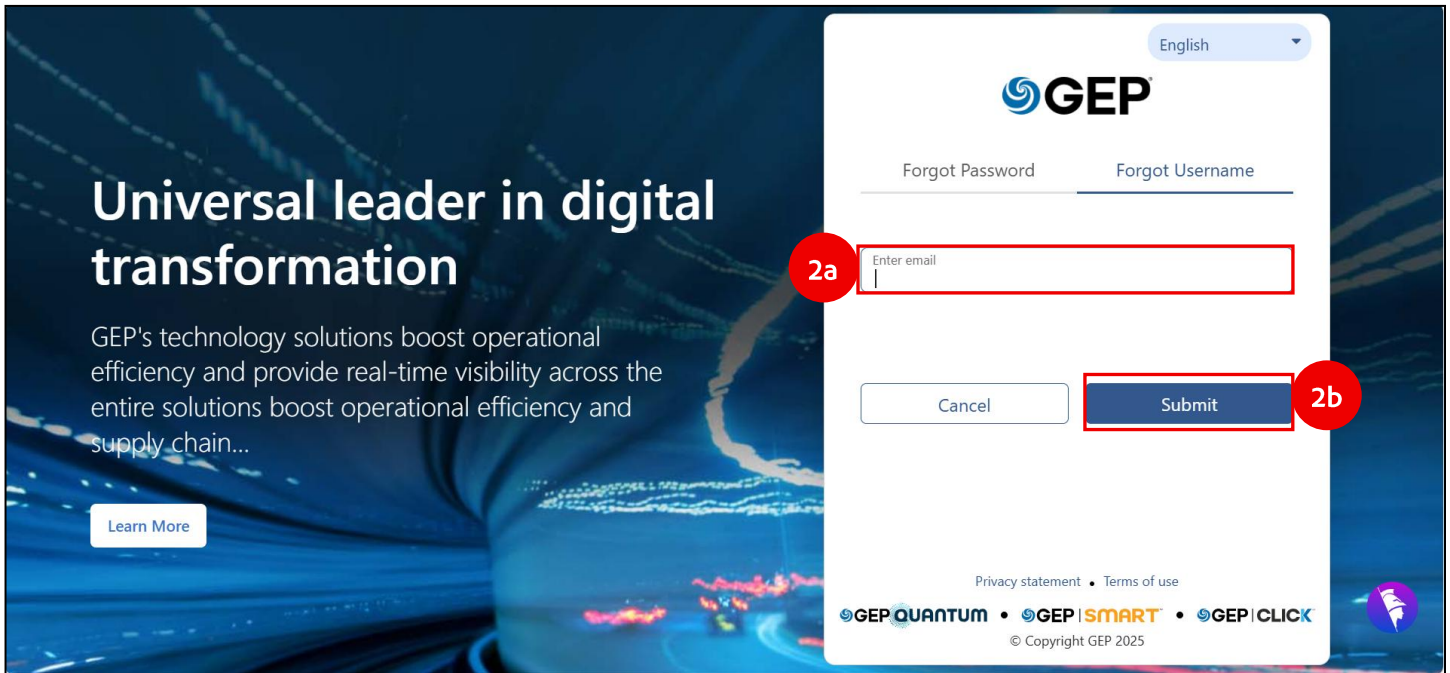 Universal leader in digital
transformation
GEP's technology solutions boost operational
efficiency and provide real-time visibility across the
entire solutions boost operational efficiency and
supply chain...
Learn More
English
GEP
Forgot Password
Forgot Username
2a
Enter email
Cancel
Submit
2b
Privacy statement • Terms of use
GEP QUANTUM • GEP | SMART™ • GEP | CLICK™
© Copyright GEP 2025